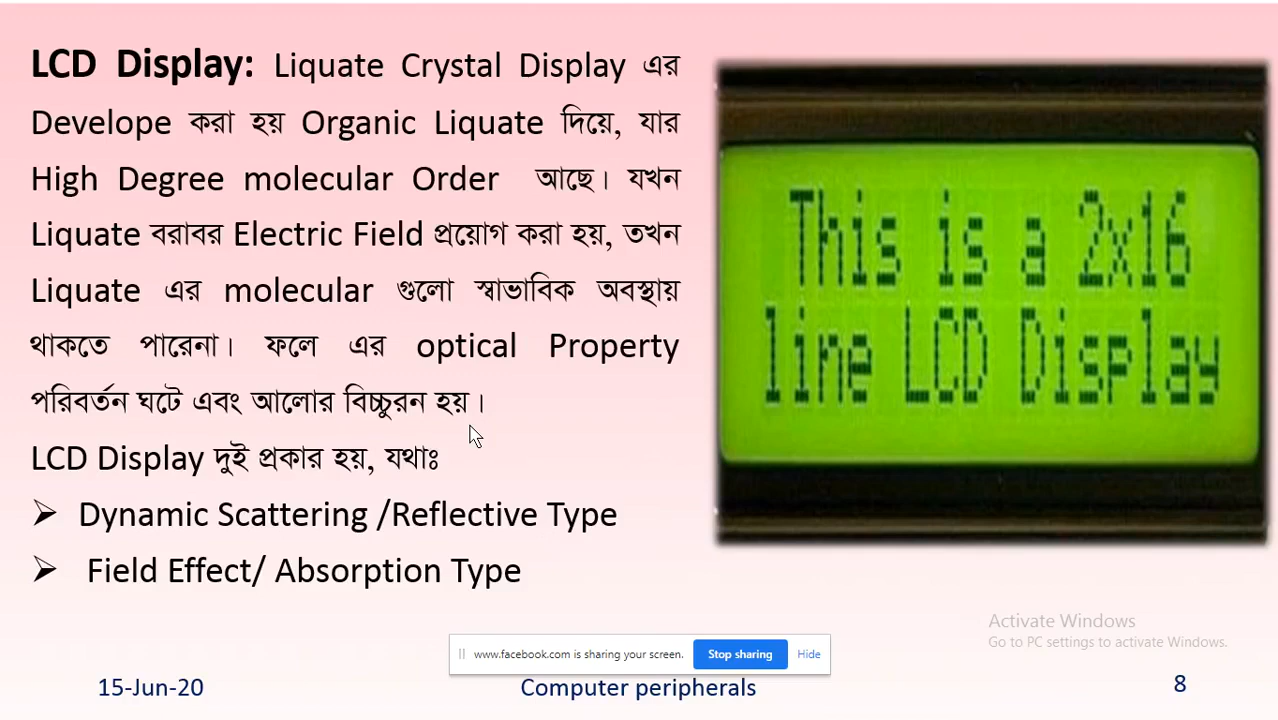 LCD Display: Liquate Crystal Display এর
Develope করা হয় Organic Liquate দিয়ে, যার
High Degree molecular Order আছে। যখন
Liquate বরাবর Electric Field প্রয়োগ করা হয়, তখন
Liquate এর molecular গুলো স্বাভাবিক অবস্থায়
থাকতে পারেনা। ফলে এর optical Property
পরিবর্তন ঘটে এবং আলোর বিচ্চুরন হয়।
LCD Display দুই প্রকার হয়, যথাঃ
➢ Dynamic Scattering /Reflective Type
➢ Field Effect/ Absorption Type
This is a 2x16
line LCD Display
Activate Windows
Go to PC settings to activate Windows.
www.facebook.com is sharing your screen. Stop sharing Hide
15-Jun-20 Computer peripherals 8